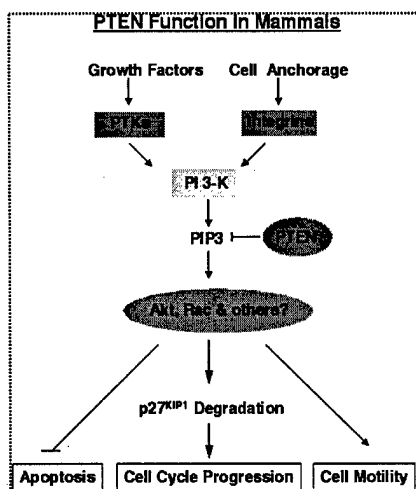 PTEN Function in Mammals
Growth Factors Cell Anchorage
Integrins
PI3-K
PIP3 PTEN
Akt, Rac & others?
p27KIP1 Degradation
Apoptosis Cell Cycle Progression Cell Motility